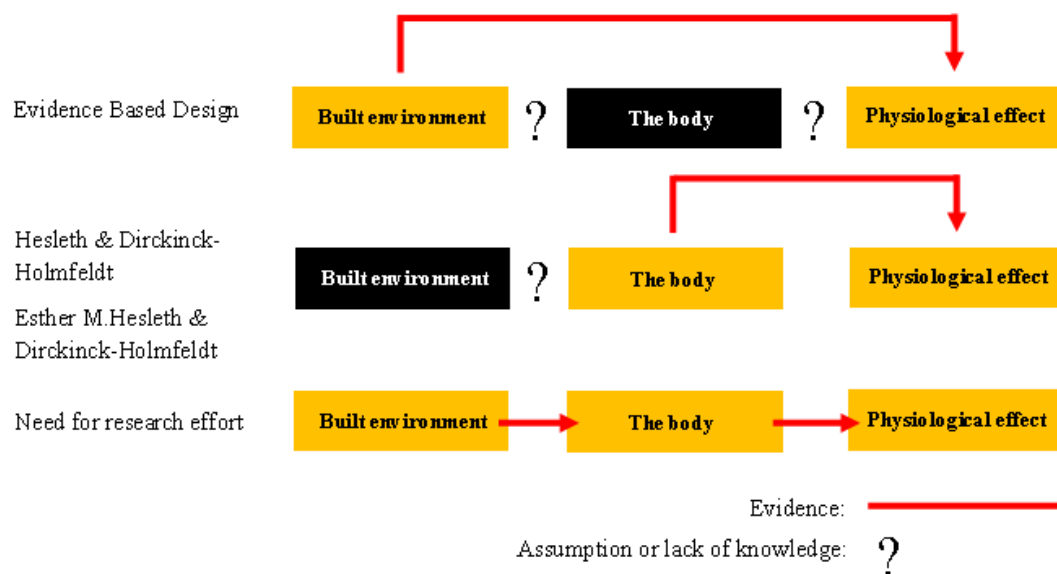 Evidence Based Design
Built environment ? The body ? Physiological effect
Hesleth & Dirckinck-
Holmfeldt
Built environment ? The body Physiological effect
Esther M.Hesleth &
Dirckinck-Holmfeldt
Need for research effort
Built environment The body Physiological effect
Evidence:
Assumption or lack of knowledge: ?